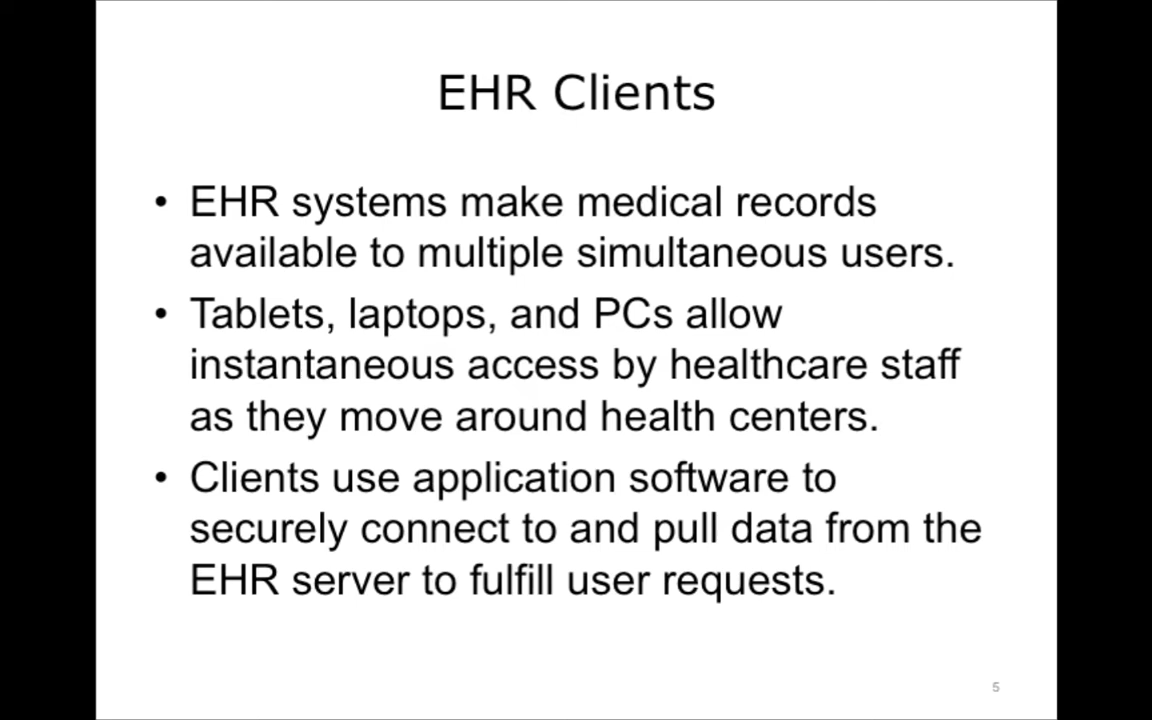 EHR Clients
• EHR systems make medical records
available to multiple simultaneous users.
• Tablets, laptops, and PCs allow
instantaneous access by healthcare staff
as they move around health centers.
• Clients use application software to
securely connect to and pull data from the
EHR server to fulfill user requests.
5